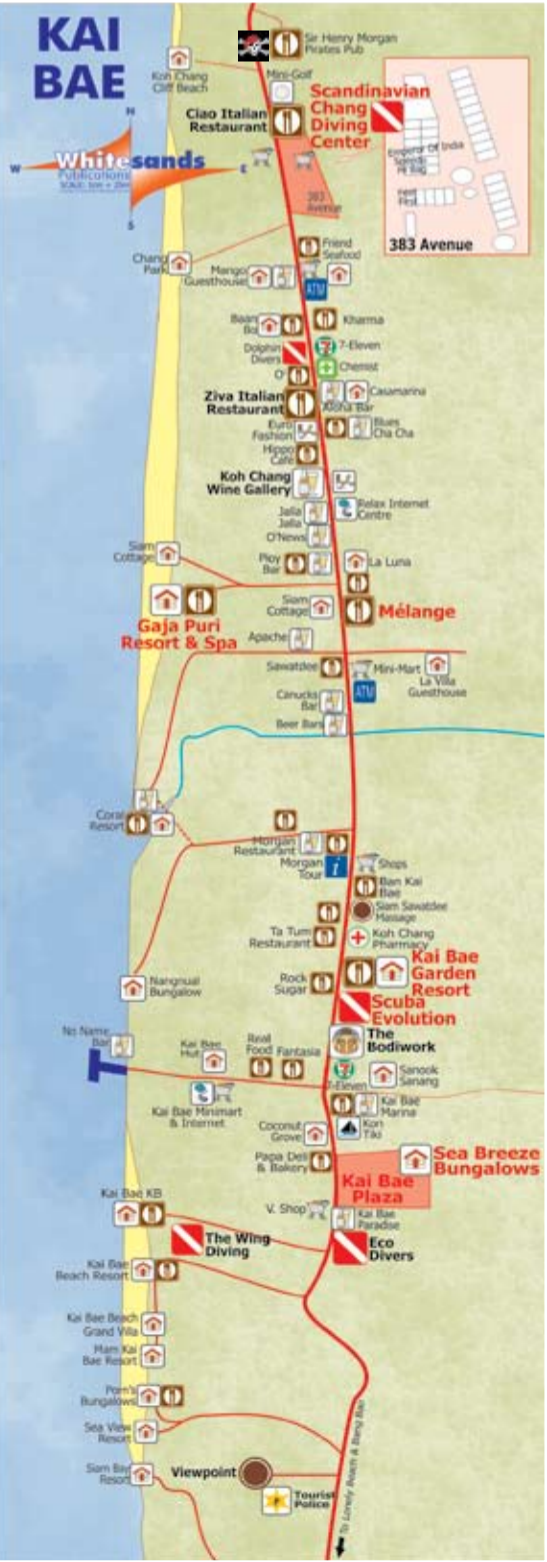 KAI
BAE
Sir Henry Morgan
Pirates Pub
Koh Chang
Cliff Beach
Mini-Golf
Scandinavian
Chang
Diving
Center
Ciao Italian
Restaurant
N
W
E
S
Whitesands
Publications
Emperor Of India
383
Avenue
383 Avenue
Friend
Seafood
Chang
Park
Mango
Guesthouse
ATM
Baan
Bo
Kharma
Dolphin
Divers
7-Eleven
Chemist
O'
Ziva Italian
Restaurant
Casamarina
Aloha Bar
Euro
Fashion
Blues
Cha Cha
Hippo
Cafe
Koh Chang
Wine Gallery
Jalla
Jalla
Relax Internet
Centre
O'News
Siam
Cottage
Ploy
Bar
La Luna
Gaja Puri
Resort & Spa
Siam
Cottage
Mélange
Apache
Sawatdee
Mini-Mart
ATM
La Villa
Guesthouse
Canucks
Bar
Beer Bars
Coral
Resort
Morgan
Restaurant
Morgan
Tour
i
Shops
Ban Kai
Bae
Siam Sawatdee
Massage
Ta Tum
Restaurant
Koh Chang
Pharmacy
Nangnual
Bungalow
Rock
Sugar
Kai Bae
Garden
Resort
Scuba
Evolution
No Name
Bar
Kai Bae
Hut
Real
Food
Fantasia
The
Bodiwork
7-Eleven
Sanook
Sanang
Kai Bae Minimart
& Internet
Kai Bae
Marina
Coconut
Grove
Kon
Tiki
Papa Deli
& Bakery
Sea Breeze
Bungalows
Kai Bae
Plaza
Kai Bae KB
V. Shop
Kai Bae
Paradise
The Wing
Diving
Eco
Divers
Kai Bae
Beach Resort
Kai Bae Beach
Grand Villa
Mam Kai
Bae Resort
Porn's
Bungalows
Sea View
Resort
Siam Bay
Resort
Viewpoint
Tourist
Police
To Lonely Beach & Bang Bao